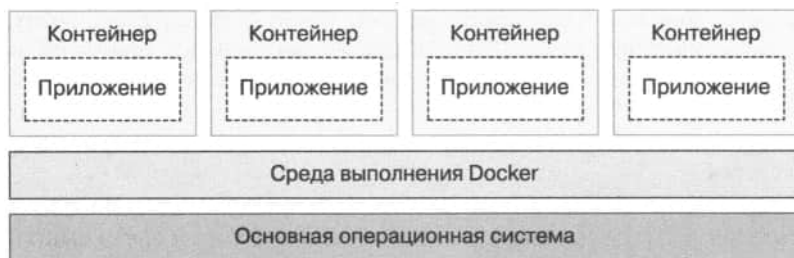 Контейнер Контейнер Контейнер Контейнер
Приложение Приложение Приложение Приложение
Среда выполнения Docker
Основная операционная система